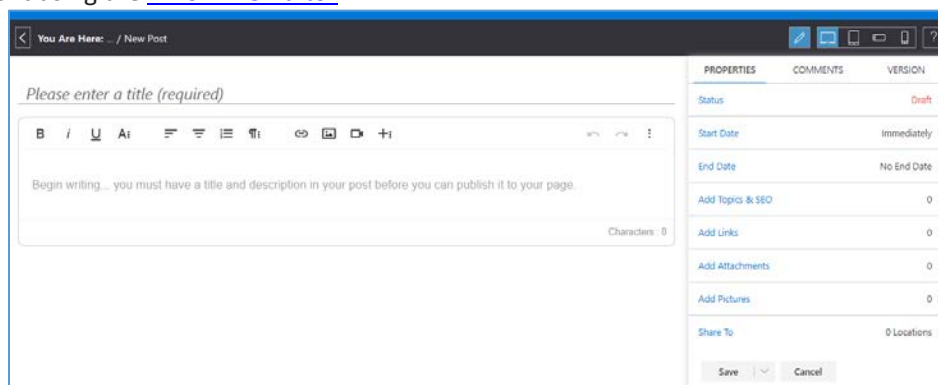 You Are Here: ... / New Post
?
PROPERTIES COMMENTS VERSION
Please enter a title (required)
Status Draft
B i U A
Start Date Immediately
Begin writing... you must have a title and description in your post before you can publish it to your page.
End Date No End Date
Add Topics & SEO 0
Characters : 0
Add Links 0
Add Attachments 0
Add Pictures 0
Share To 0 Locations
Save Cancel